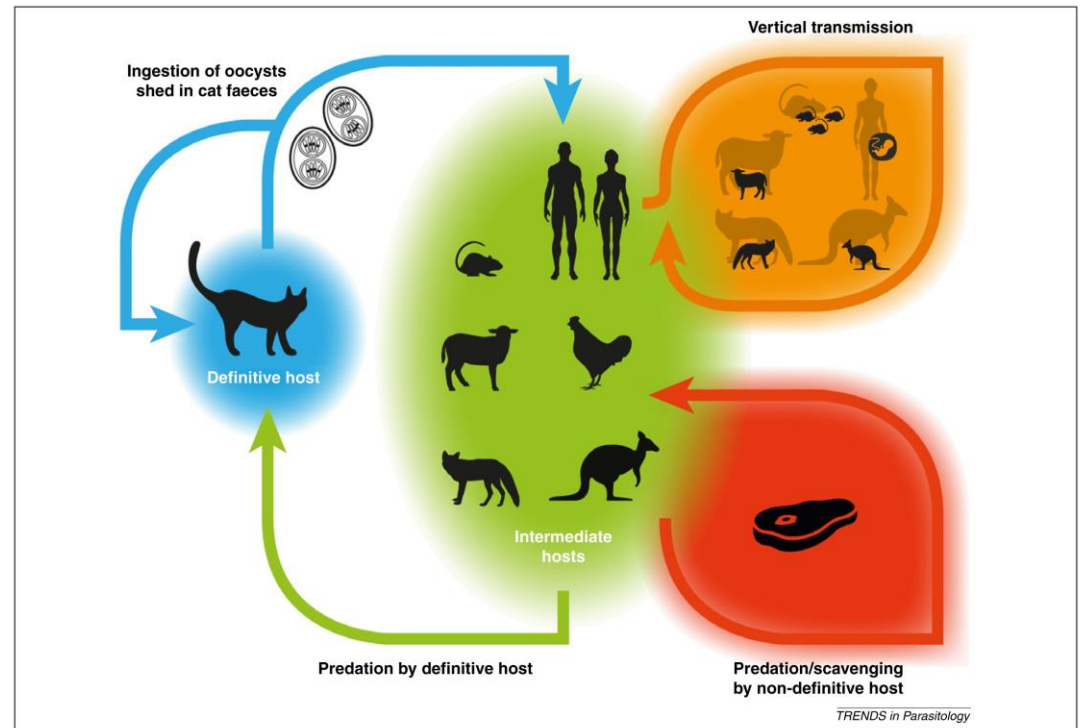 Vertical transmission
Ingestion of oocysts
shed in cat faeces
Definitive host
Intermediate
hosts
Predation by definitive host
Predation/scavenging
by non-definitive host
TRENDS in Parasitology